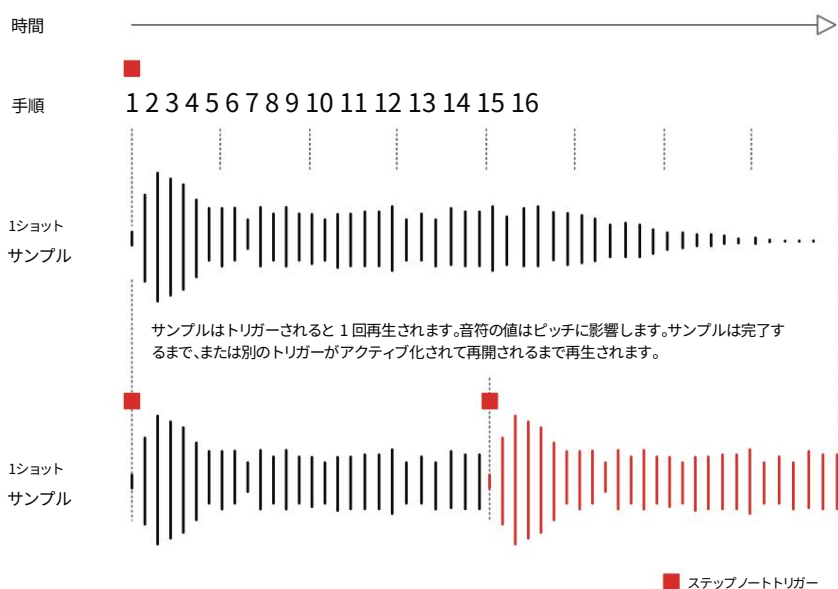 時間
手順
1 2 3 4 5 6 7 8 9 10 11 12 13 14 15 16
1ショット
サンプル
サンプルはトリガーされると 1 回再生されます。音符の値はピッチに影響します。サンプルは完了す
るまで、または別のトリガーがアクティブ化されて再開されるまで再生されます。
1ショット
サンプル
ステップノートトリガー